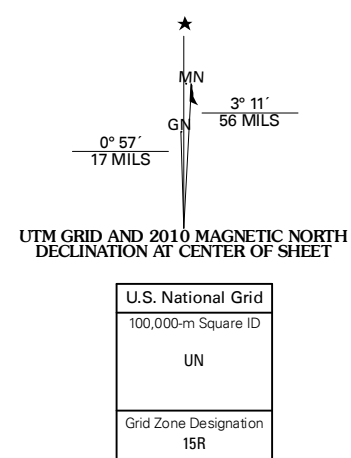 ★
MN
3° 11´
56 MILS
GN
0° 57´
17 MILS
UTM GRID AND 2010 MAGNETIC NORTH
DECLINATION AT CENTER OF SHEET
U.S. National Grid
100,000-m Square ID
UN
Grid Zone Designation
15R